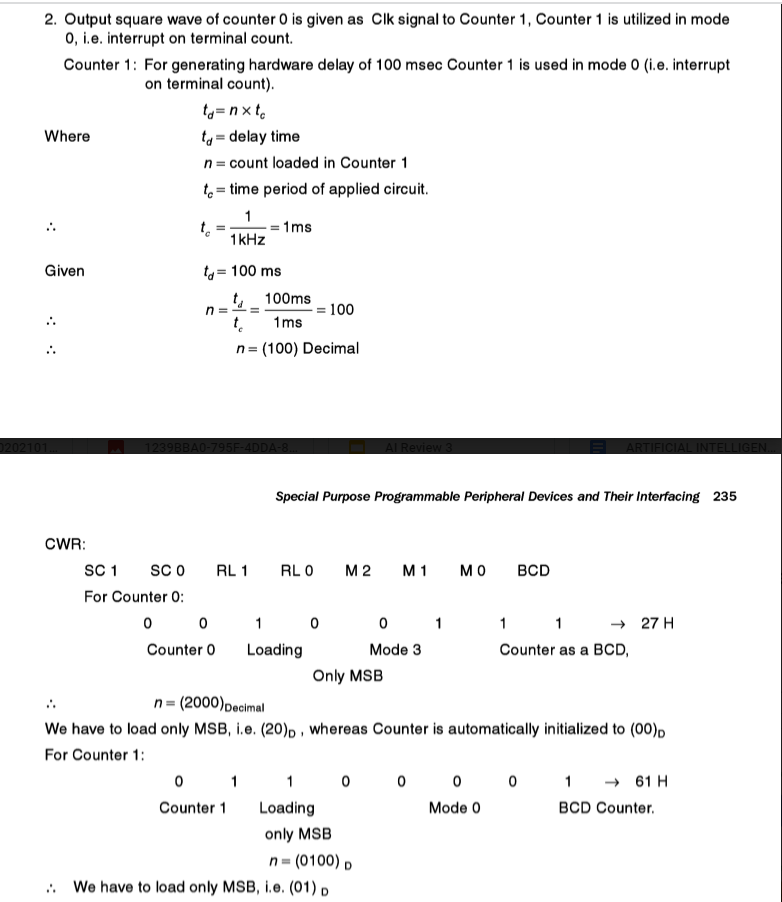 2. Output square wave of counter 0 is given as Clk signal to Counter 1, Counter 1 is utilized in mode
0, i.e. interrupt on terminal count.
Counter 1: For generating hardware delay of 100 msec Counter 1 is used in mode 0 (i.e. interrupt
on terminal count).
t_d = n × t_c
Where t_d = delay time
n = count loaded in Counter 1
t_c = time period of applied circuit.
∴ t_c = 1/1kHz = 1ms
Given t_d = 100 ms
∴ n = t_d/t_c = 100ms/1ms = 100
∴ n = (100) Decimal
AI Review 3 ARTIFICIAL INTELLIGEN...
Special Purpose Programmable Peripheral Devices and Their Interfacing 235
CWR:
SC 1 SC 0 RL 1 RL 0 M 2 M 1 M 0 BCD
For Counter 0:
0 0 1 0 0 1 1 1 → 27 H
Counter 0 Loading Mode 3 Counter as a BCD,
Only MSB
∴ n = (2000)Decimal
We have to load only MSB, i.e. (20)D , whereas Counter is automatically initialized to (00)D
For Counter 1:
0 1 1 0 0 0 0 1 → 61 H
Counter 1 Loading Mode 0 BCD Counter.
only MSB
n = (0100) D
∴ We have to load only MSB, i.e. (01) D